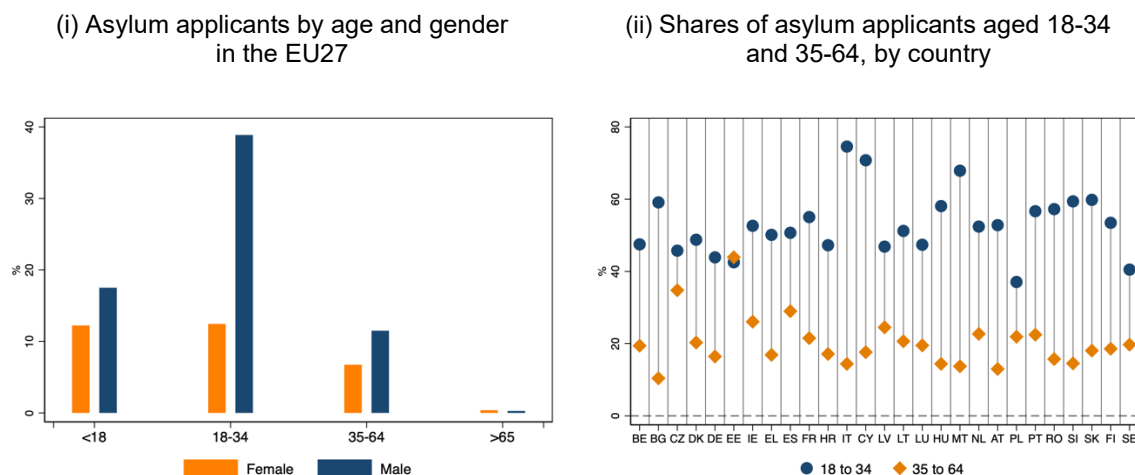 (i) Asylum applicants by age and gender
in the EU27
40
30
20
10
0
%
<18 18-34 35-64 >65
Female Male
(ii) Shares of asylum applicants aged 18-34
and 35-64, by country
80
60
40
20
0
%
BE BG CZ DK DE EE IE EL ES FR HR IT CY LV LT LU HU MT NL AT PL PT RO SI SK FI SE
18 to 34 35 to 64